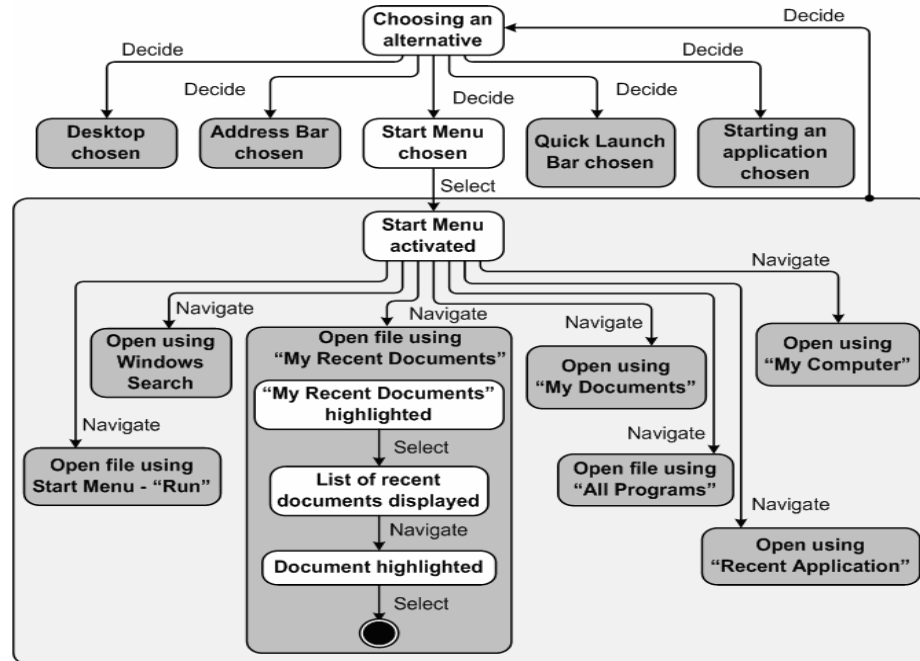 Choosing an
alternative
Decide
Decide
Decide
Decide
Decide
Decide
Desktop
chosen
Address Bar
chosen
Start Menu
chosen
Quick Launch
Bar chosen
Starting an
application
chosen
Select
Start Menu
activated
Navigate
Navigate
Navigate
Navigate
Open using
Windows
Search
Open file using
“My Recent Documents”
Open using
“My Documents”
Open using
“My Computer”
“My Recent Documents”
highlighted
Navigate
Select
Navigate
Open file using
Start Menu - “Run”
List of recent
documents displayed
Open file using
“All Programs”
Navigate
Navigate
Document highlighted
Open using
“Recent Application”
Select